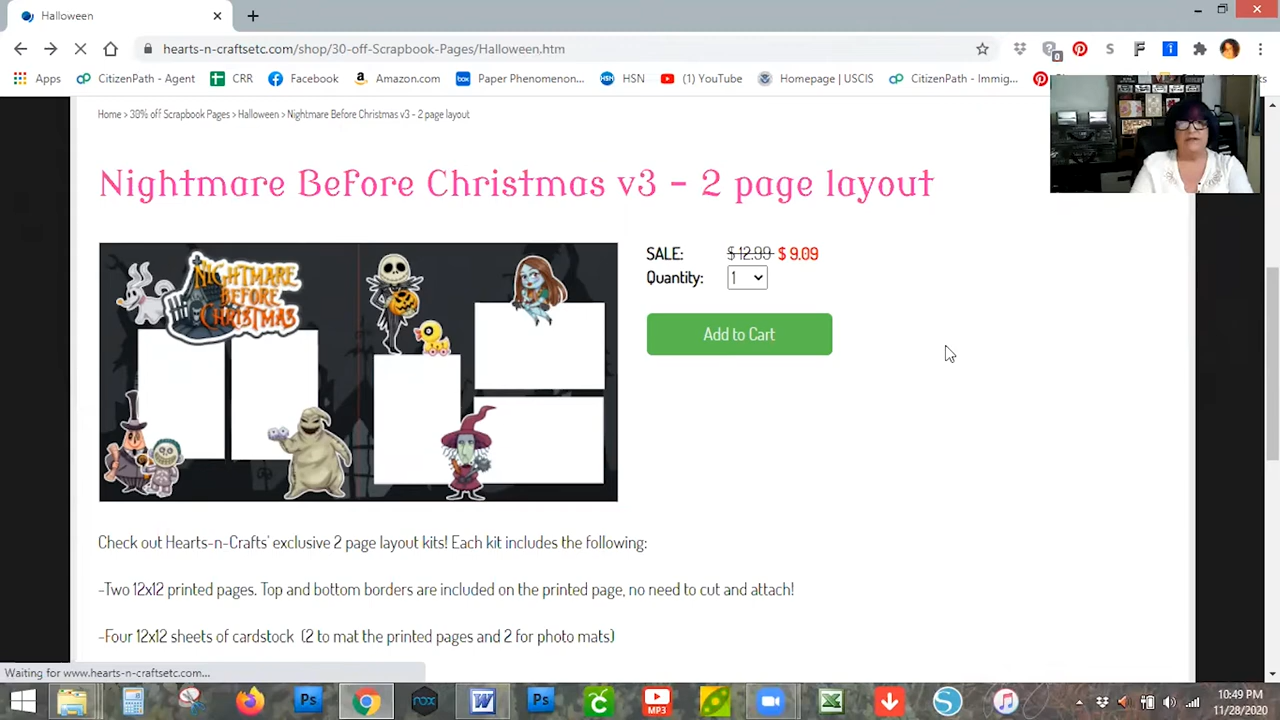 Halloween
hearts-n-craftsetc.com/shop/30-off-Scrapbook-Pages/Halloween.htm
0
Apps CitizenPath - Agent CRR Facebook Amazon.com Paper Phenomenon... HSN (1) YouTube Homepage | USCIS CitizenPath - Immig...
Home > 30% off Scrapbook Pages > Halloween > Nightmare Before Christmas v3 - 2 page layout
Nightmare Before Christmas v3 - 2 page layout
NIGHTMARE
BEFORE
CHRISTMAS
SALE: $ 12.99 $ 9.09
Quantity: 1
Add to Cart
Check out Hearts-n-Crafts' exclusive 2 page layout kits! Each kit includes the following:
-Two 12x12 printed pages. Top and bottom borders are included on the printed page, no need to cut and attach!
-Four 12x12 sheets of cardstock (2 to mat the printed pages and 2 for photo mats)
Waiting for www.hearts-n-craftsetc.com...
Ps nox W Ps MP3
10:49 PM
11/28/2020